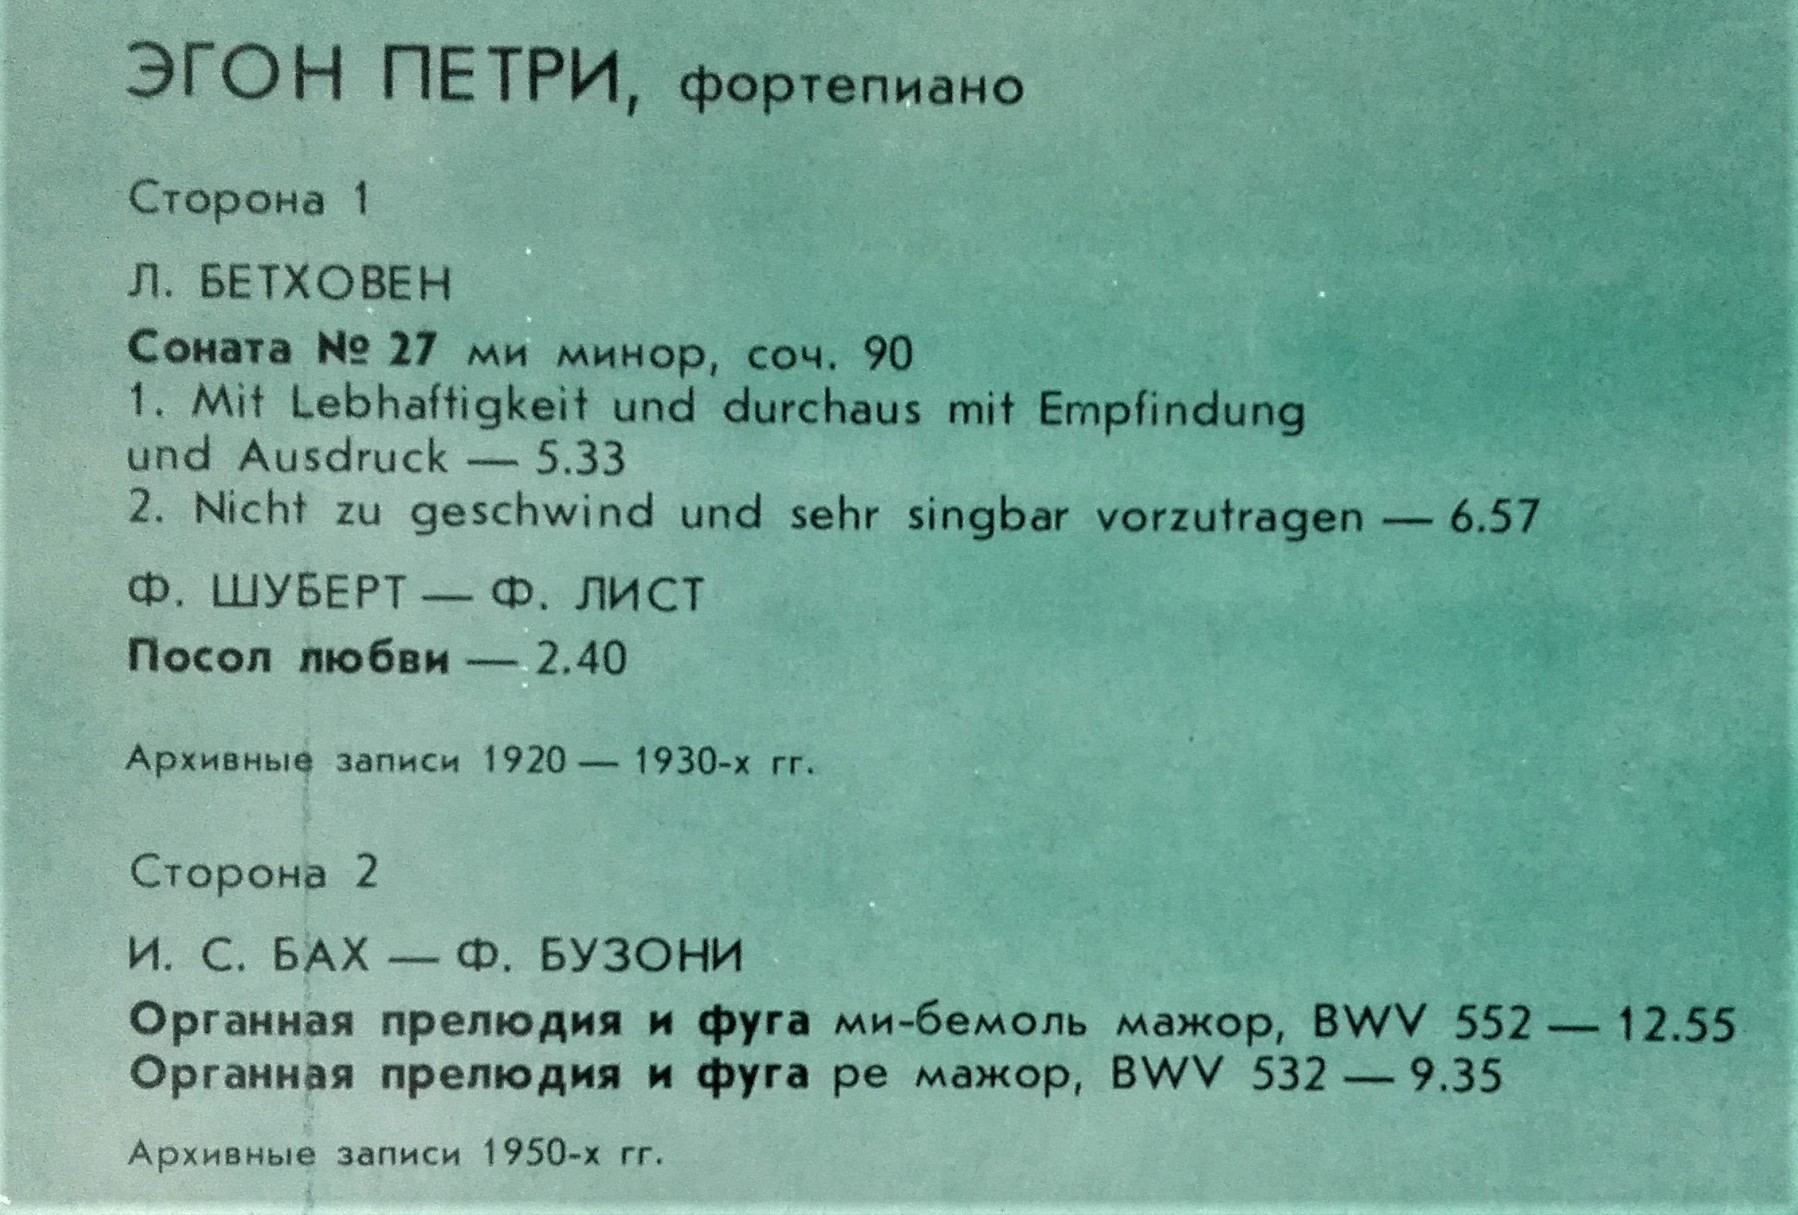 ЭГОН ПЕТРИ, фортепиано
Сторона 1
Л. БЕТХОВЕН
Соната № 27 ми минор, соч. 90
1. Mit Lebhaftigkeit und durchaus mit Empfindung
und Ausdruck — 5.33
2. Nicht zu geschwind und sehr singbar vorzutragen — 6.57
Ф. ШУБЕРТ — Ф. ЛИСТ
Посол любви — 2.40
Архивные записи 1920 — 1930-х гг.
Сторона 2
И. С. БАХ — Ф. БУЗОНИ
Органная прелюдия и фуга ми-бемоль мажор, BWV 552 — 12.55
Органная прелюдия и фуга ре мажор, BWV 532 — 9.35
Архивные записи 1950-х гг.